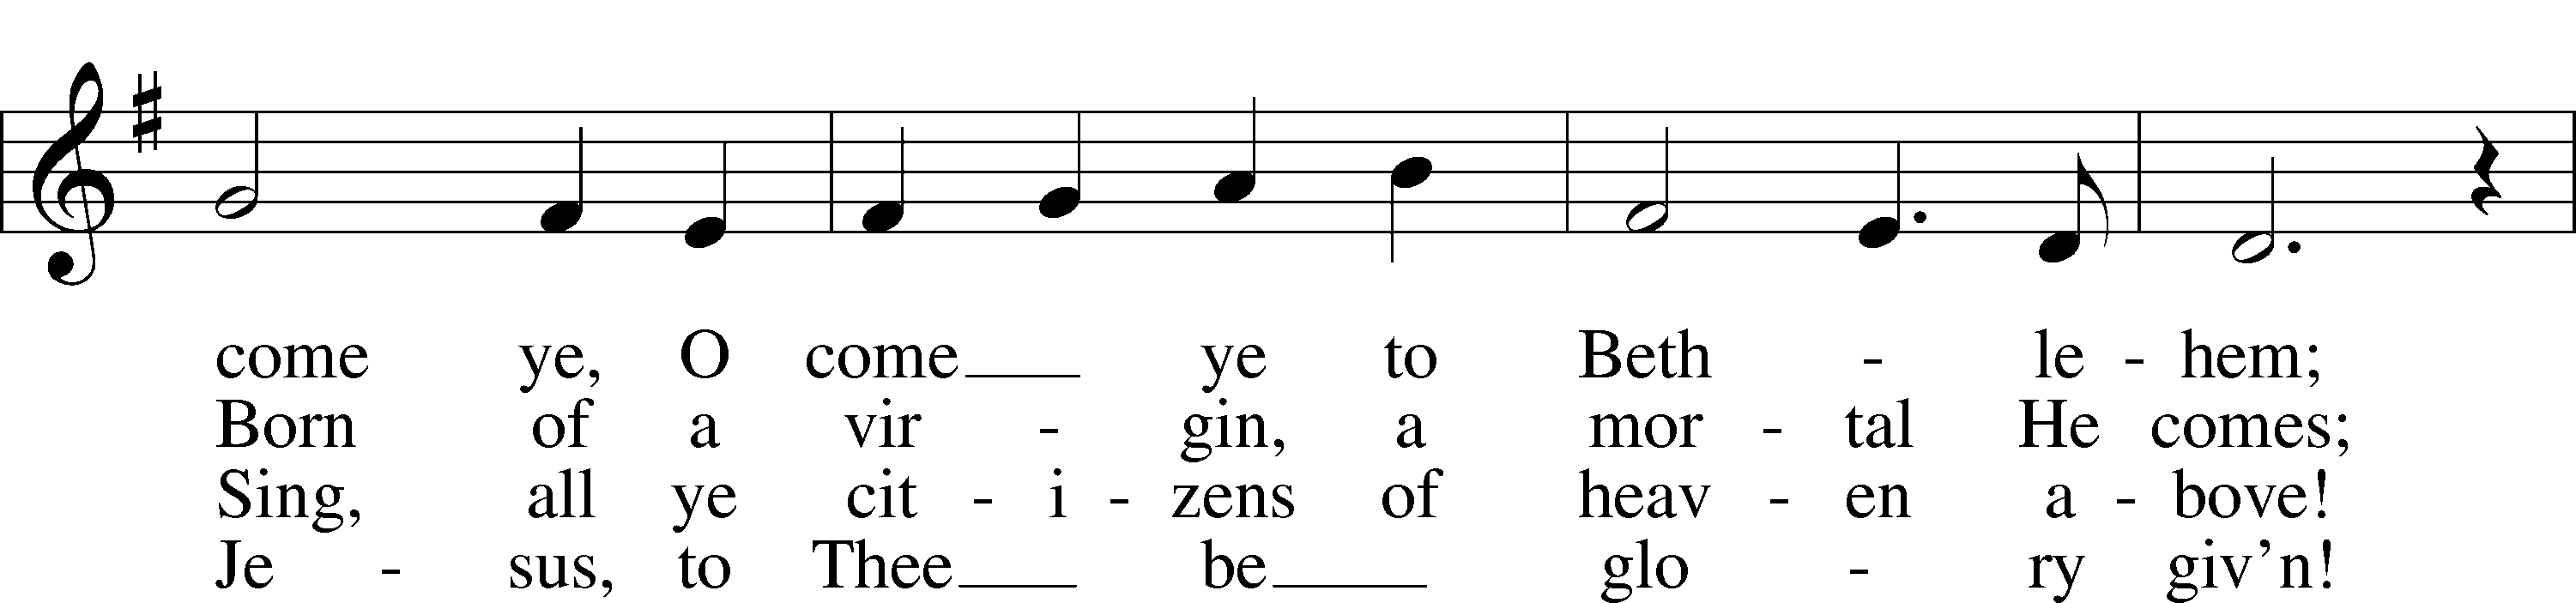 come ye, O come ye to Beth - le - hem;
Born of a vir - gin, a mor - tal He comes;
Sing, all ye cit - i - zens of heav - en a - bove!
Je - sus, to Thee be glo - ry giv’n!